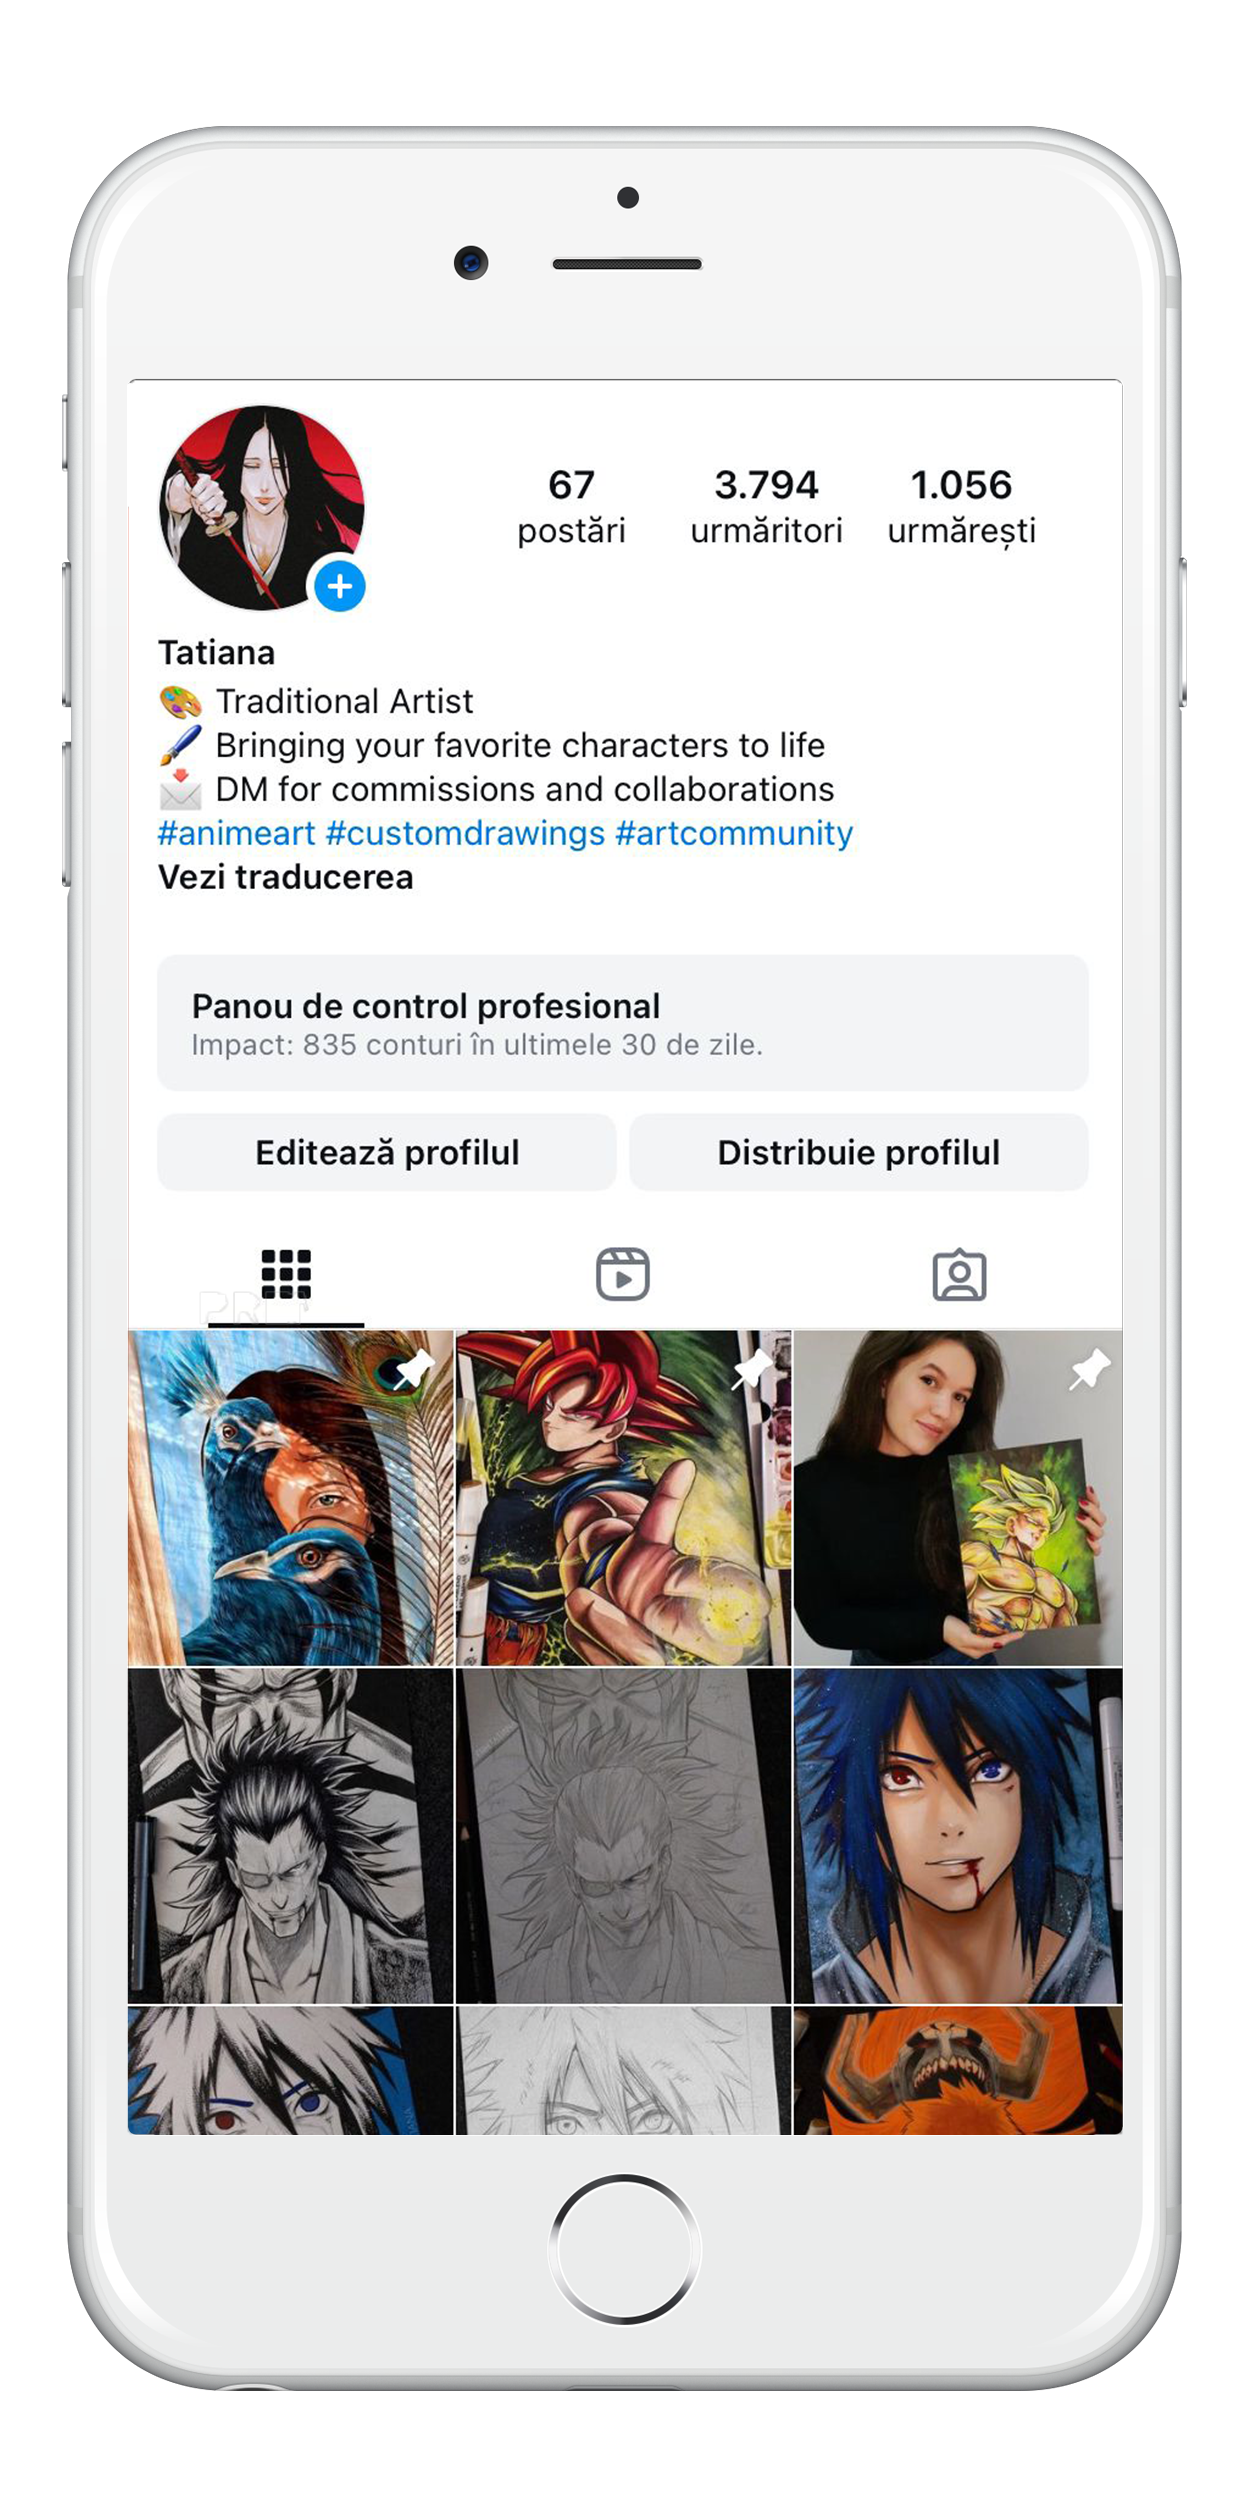 67
postări
3.794
urmăritori
1.056
urmărești
Tatiana
🎨 Traditional Artist
🖌️ Bringing your favorite characters to life
📩 DM for commissions and collaborations
#animeart #customdrawings #artcommunity
Vezi traducerea
Panou de control profesional
Impact: 835 conturi în ultimele 30 de zile.
Editează profilul
Distribuie profilul